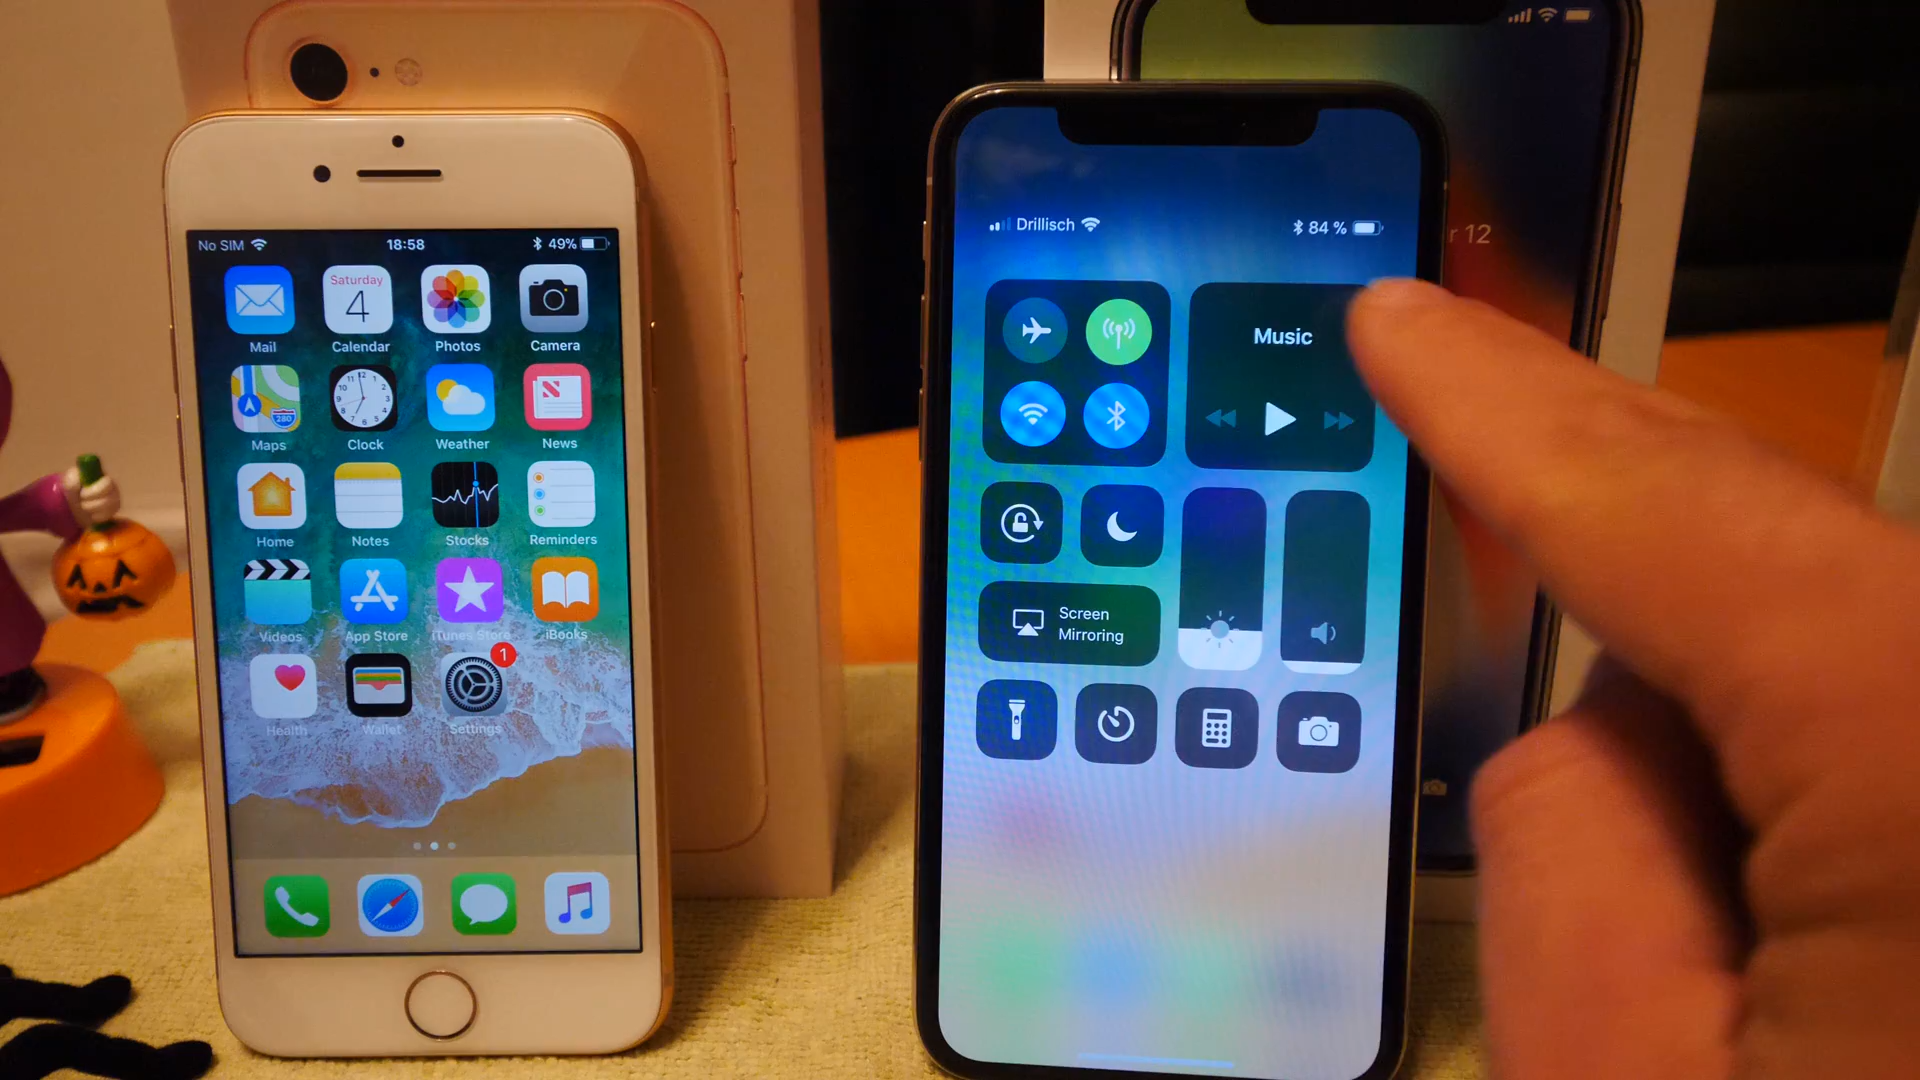 No SIM 18:58 49%
Saturday
4
Mail Calendar Photos Camera
280
Maps Clock Weather News
Home Notes Stocks Reminders
Videos App Store iTunes Store iBooks
1
Health Wallet Settings
Drillisch 84 %
Music
Screen
Mirroring
r 12